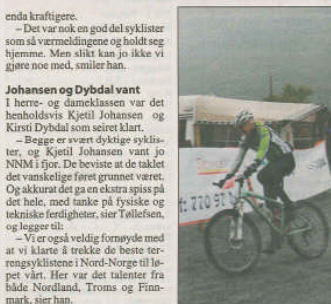 enda kraftigere.
– Det var nok en god del syklister
som så værmeldingene og holdt seg
hjemme. Men slikt kan jo ikke vi
gjøre noe med, smiler han.
Johansen og Dybdal vant
I herre- og dameklassen var det
henholdsvis Kjetil Johansen og
Kirsti Dybdal som seiret klart.
– Begge er svært dyktige syklis-
ter, og Kjetil Johansen vant jo
NNM i fjor. De beviste at de taklet
det vanskelige føret grunnet været.
Og akkurat det ga en ekstra spiss på
det hele, med tanke på fysiske og
tekniske ferdigheter, sier Tøllefsen,
og legger til:
– Vi er også veldig fornøyde med
at vi klarte å trekke de beste ter-
rengsyklistene i Nord-Norge til lø-
pet vårt. Her var det talenter fra
både Nordland, Troms og Finn-
mark, sier han.
: 770 97